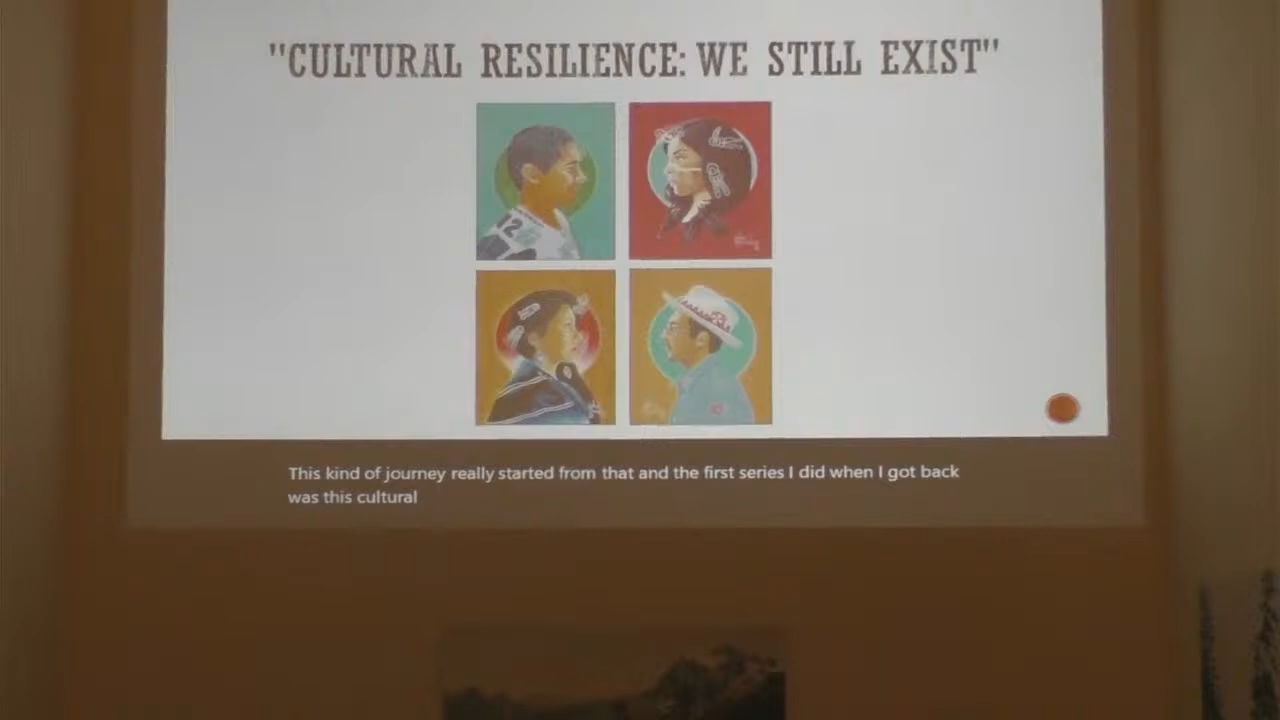 "CULTURAL RESILIENCE: WE STILL EXIST"
12
This kind of journey really started from that and the first series I did when I got back
was this cultural